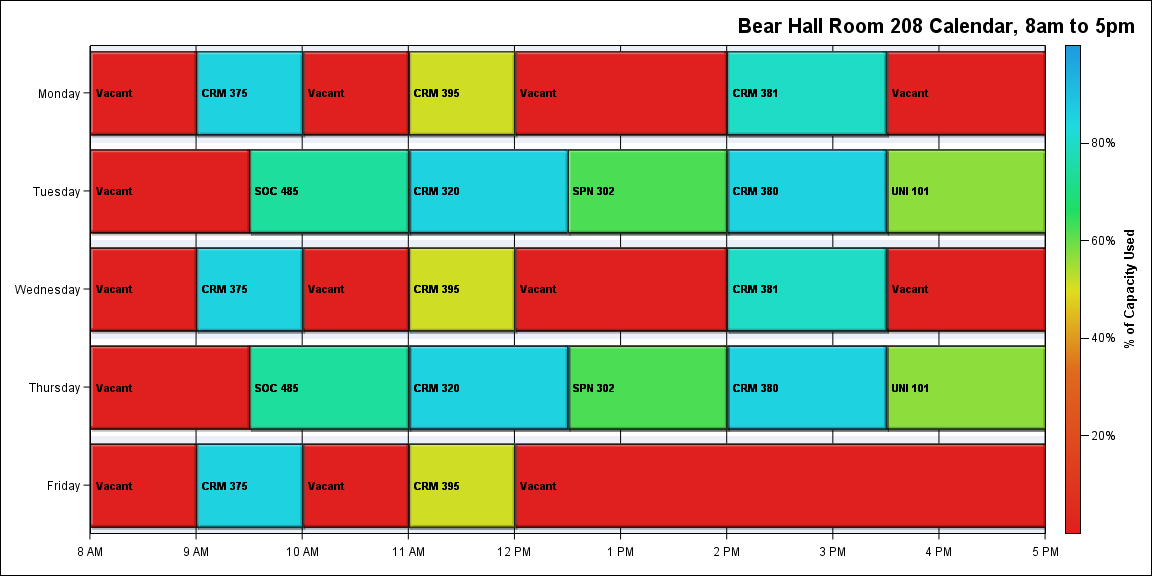 Bear Hall Room 208 Calendar, 8am to 5pm
Monday
Vacant
CRM 375
Vacant
CRM 395
Vacant
CRM 381
Vacant
Tuesday
Vacant
SOC 485
CRM 320
SPN 302
CRM 380
UNI 101
Wednesday
Vacant
CRM 375
Vacant
CRM 395
Vacant
CRM 381
Vacant
Thursday
Vacant
SOC 485
CRM 320
SPN 302
CRM 380
UNI 101
Friday
Vacant
CRM 375
Vacant
CRM 395
Vacant
8 AM
9 AM
10 AM
11 AM
12 PM
1 PM
2 PM
3 PM
4 PM
5 PM
80%
60%
40%
20%
% of Capacity Used